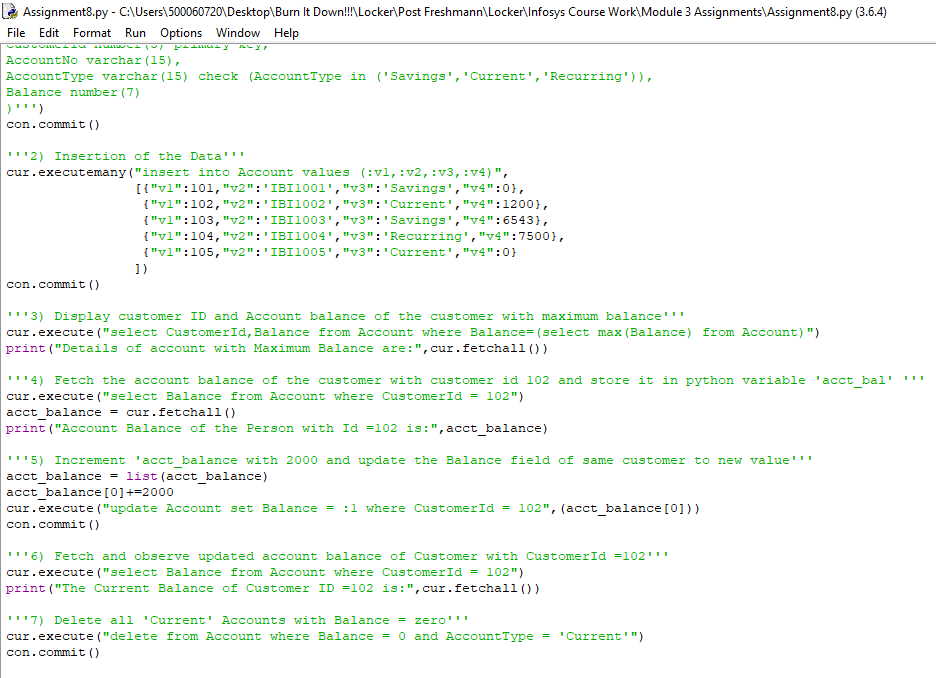 Assignment8.py - C:\Users\500060720\Desktop\Burn It Down!!!\Locker\Post Freshmann\Locker\Infosys Course Work\Module 3 Assignments\Assignment8.py (3.6.4)
File Edit Format Run Options Window Help
CustomerId number(5) primary key,
AccountNo varchar(15),
AccountType varchar(15) check (AccountType in ('Savings','Current','Recurring')),
Balance number(7)
)''')
con.commit()
'''2) Insertion of the Data'''
cur.executemany("insert into Account values (:v1,:v2,:v3,:v4)",
[{"v1":101,"v2":'IBI1001',"v3":'Savings',"v4":0},
{"v1":102,"v2":'IBI1002',"v3":'Current',"v4":1200},
{"v1":103,"v2":'IBI1003',"v3":'Savings',"v4":6543},
{"v1":104,"v2":'IBI1004',"v3":'Recurring',"v4":7500},
{"v1":105,"v2":'IBI1005',"v3":'Current',"v4":0}
])
con.commit()
'''3) Display customer ID and Account balance of the customer with maximum balance'''
cur.execute("select CustomerId,Balance from Account where Balance=(select max(Balance) from Account)")
print("Details of account with Maximum Balance are:",cur.fetchall())
'''4) Fetch the account balance of the customer with customer id 102 and store it in python variable 'acct_bal' '''
cur.execute("select Balance from Account where CustomerId = 102")
acct_balance = cur.fetchall()
print("Account Balance of the Person with Id =102 is:",acct_balance)
'''5) Increment 'acct_balance with 2000 and update the Balance field of same customer to new value'''
acct_balance = list(acct_balance)
acct_balance[0]+=2000
cur.execute("update Account set Balance = :1 where CustomerId = 102",(acct_balance[0]))
con.commit()
'''6) Fetch and observe updated account balance of Customer with CustomerId =102'''
cur.execute("select Balance from Account where CustomerId = 102")
print("The Current Balance of Customer ID =102 is:",cur.fetchall())
'''7) Delete all 'Current' Accounts with Balance = zero'''
cur.execute("delete from Account where Balance = 0 and AccountType = 'Current'")
con.commit()